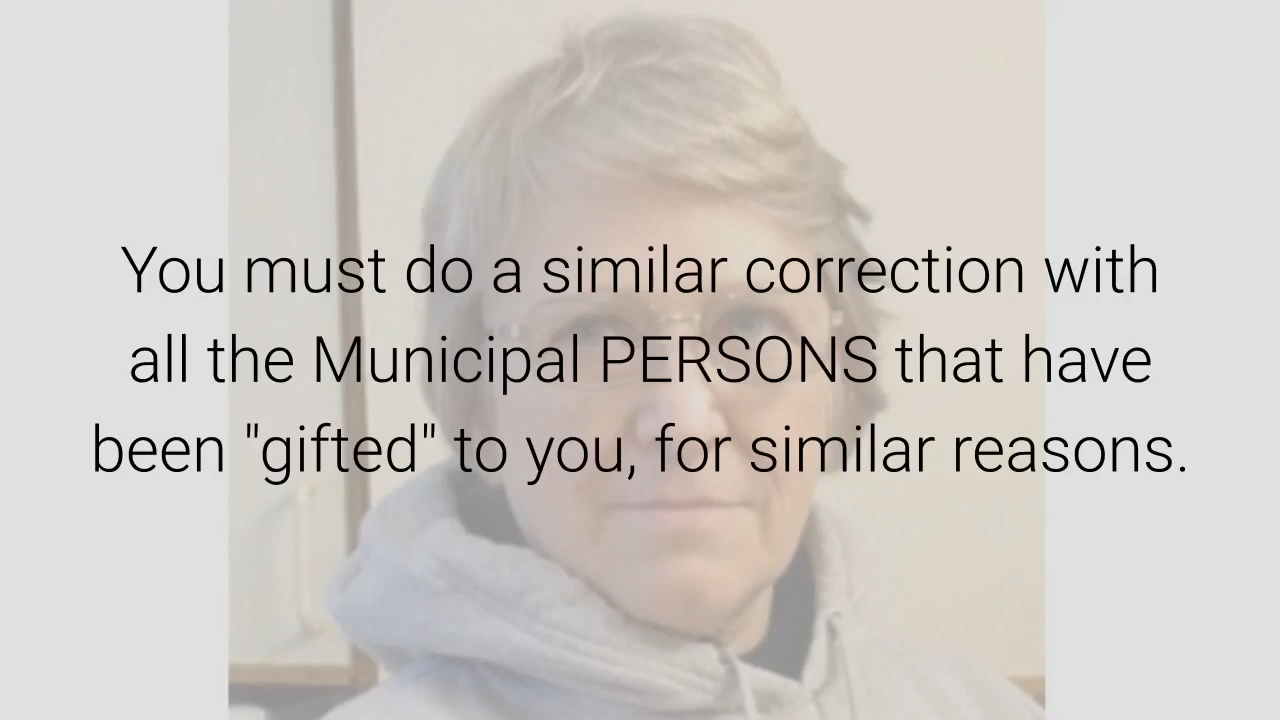 You must do a similar correction with
all the Municipal PERSONS that have
been "gifted" to you, for similar reasons.